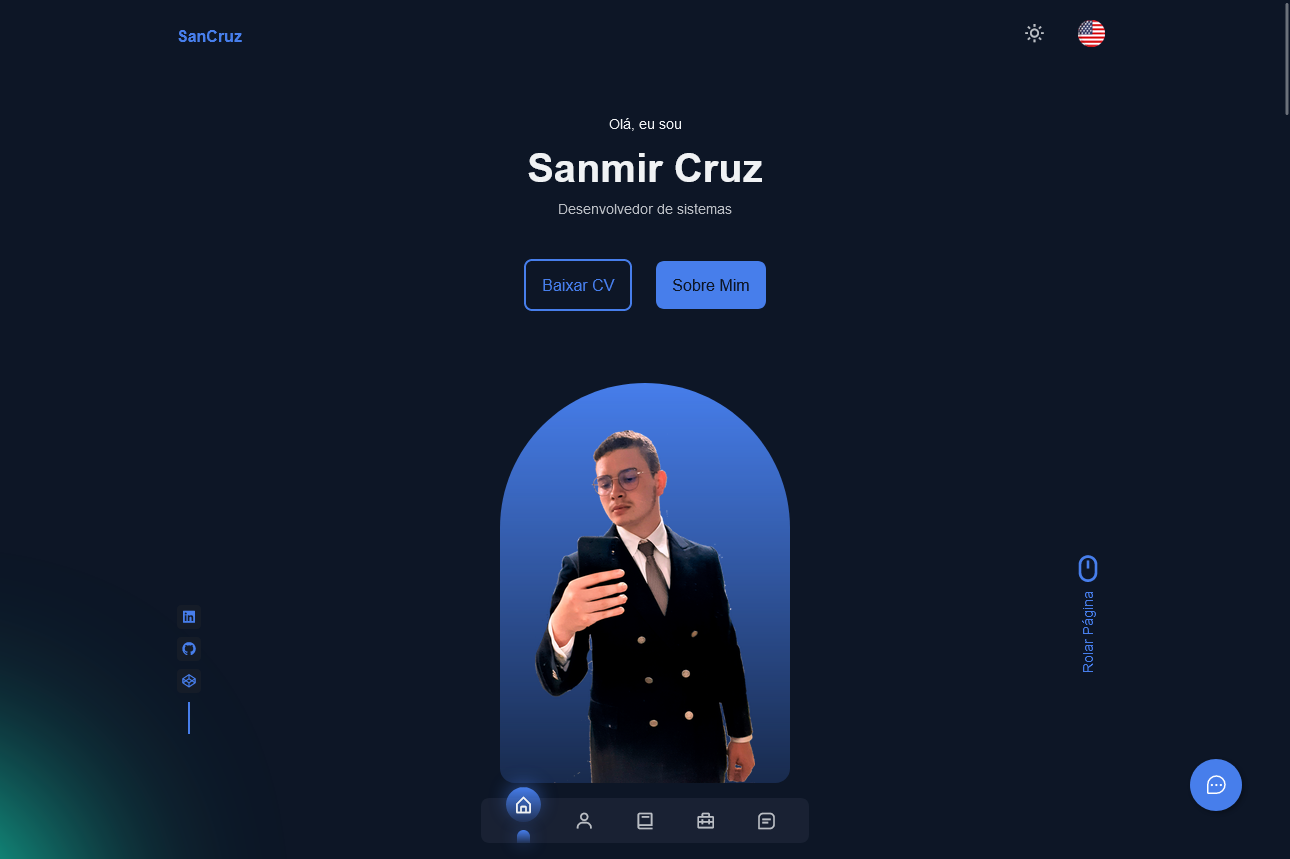 SanCruz
Olá, eu sou
Sanmir Cruz
Desenvolvedor de sistemas
Baixar CV
Sobre Mim
Rolar Página